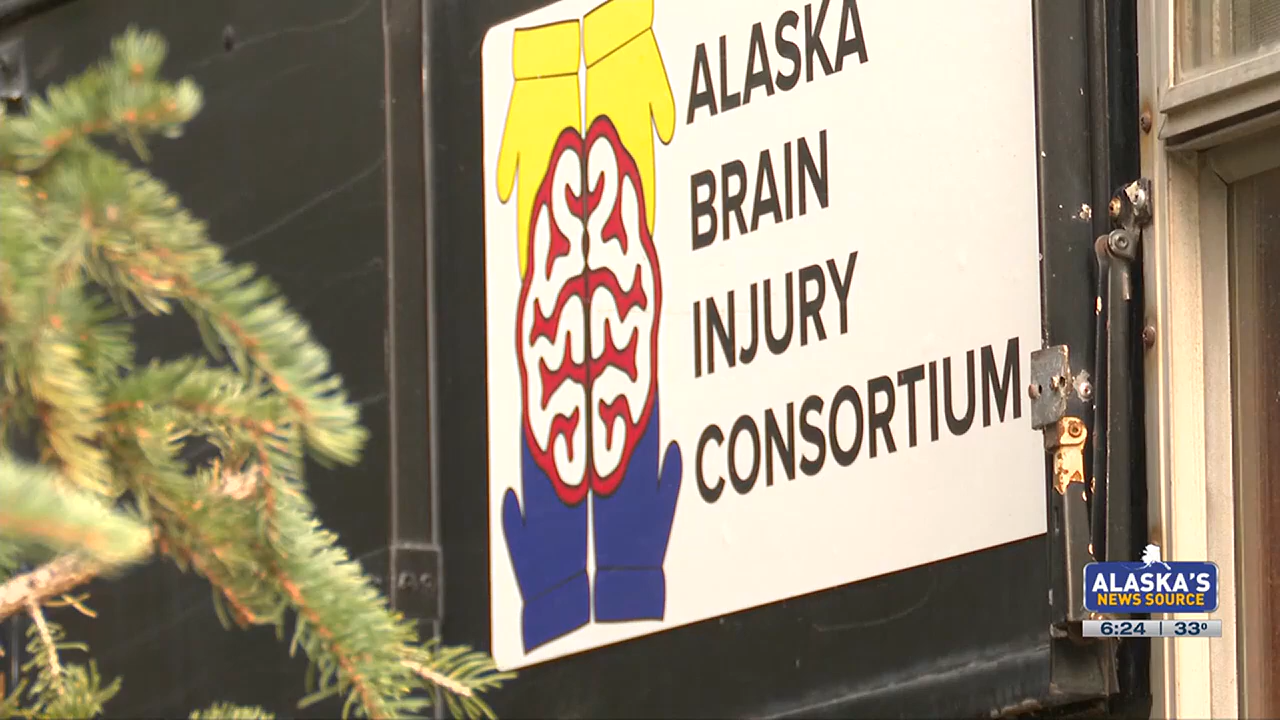 ALASKA
BRAIN
INJURY
CONSORTIUM
ALASKA'S
NEWS SOURCE
6:24 | 33°